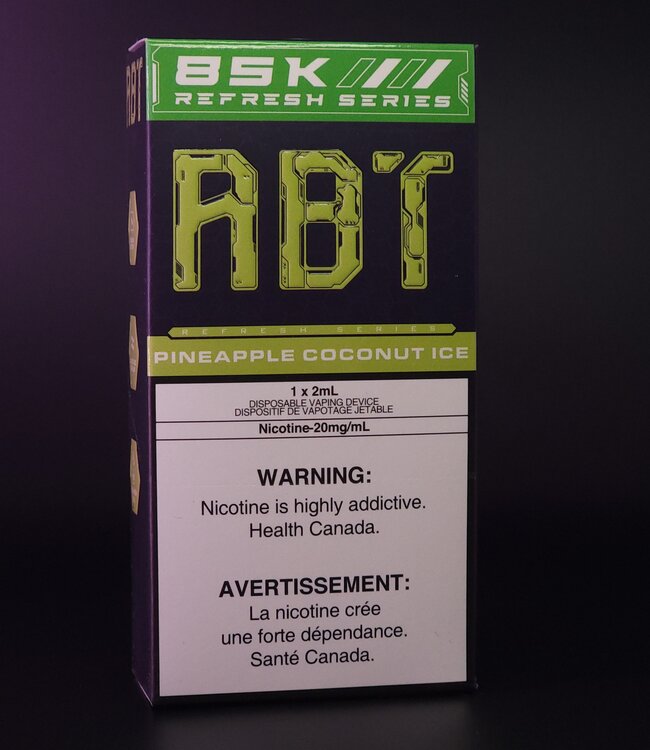 85K
REFRESH SERIES
RBT
RBT
REFRESH SERIES
PINEAPPLE COCONUT ICE
1 x 2mL
DISPOSABLE VAPING DEVICE
DISPOSITIF DE VAPOTAGE JETABLE
Nicotine-20mg/mL
WARNING:
Nicotine is highly addictive.
Health Canada.
AVERTISSEMENT:
La nicotine crée
une forte dépendance.
Santé Canada.